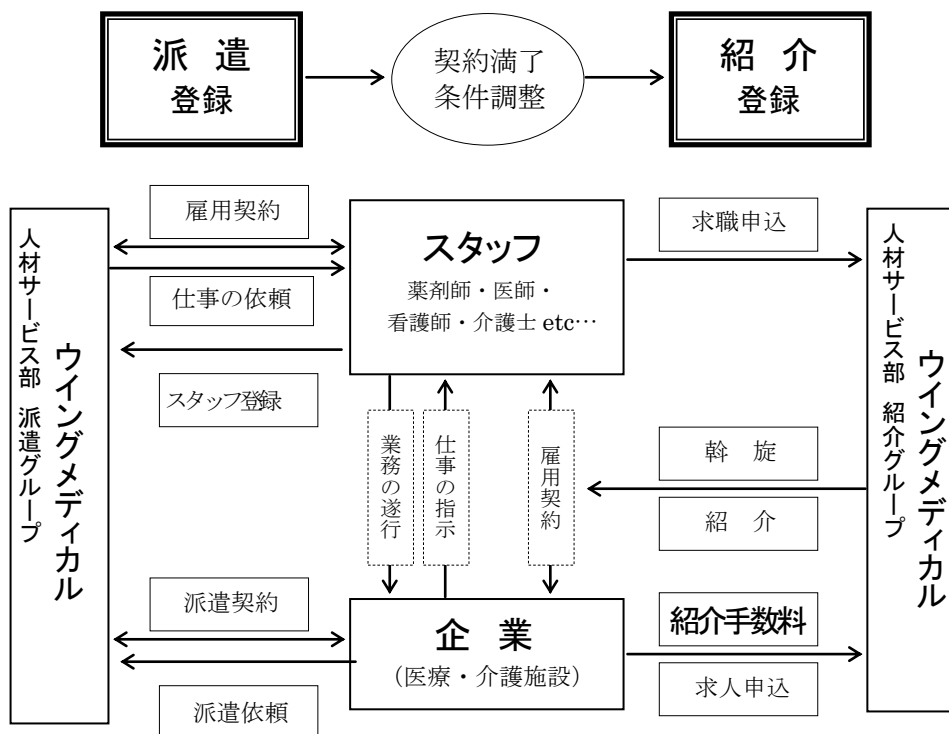 派 遣
登録
契約満了
条件調整
紹 介
登録
人材サービス部 派遣グループ
ウイングメディカル
雇用契約
仕事の依頼
スタッフ登録
スタッフ
薬剤師・医師・
看護師・介護士 etc…
求職申込
人材サービス部 紹介グループ
ウイングメディカル
業務の遂行
仕事の指示
雇用契約
斡 旋
紹 介
派遣契約
派遣依頼
企 業
（医療・介護施設）
紹介手数料
求人申込